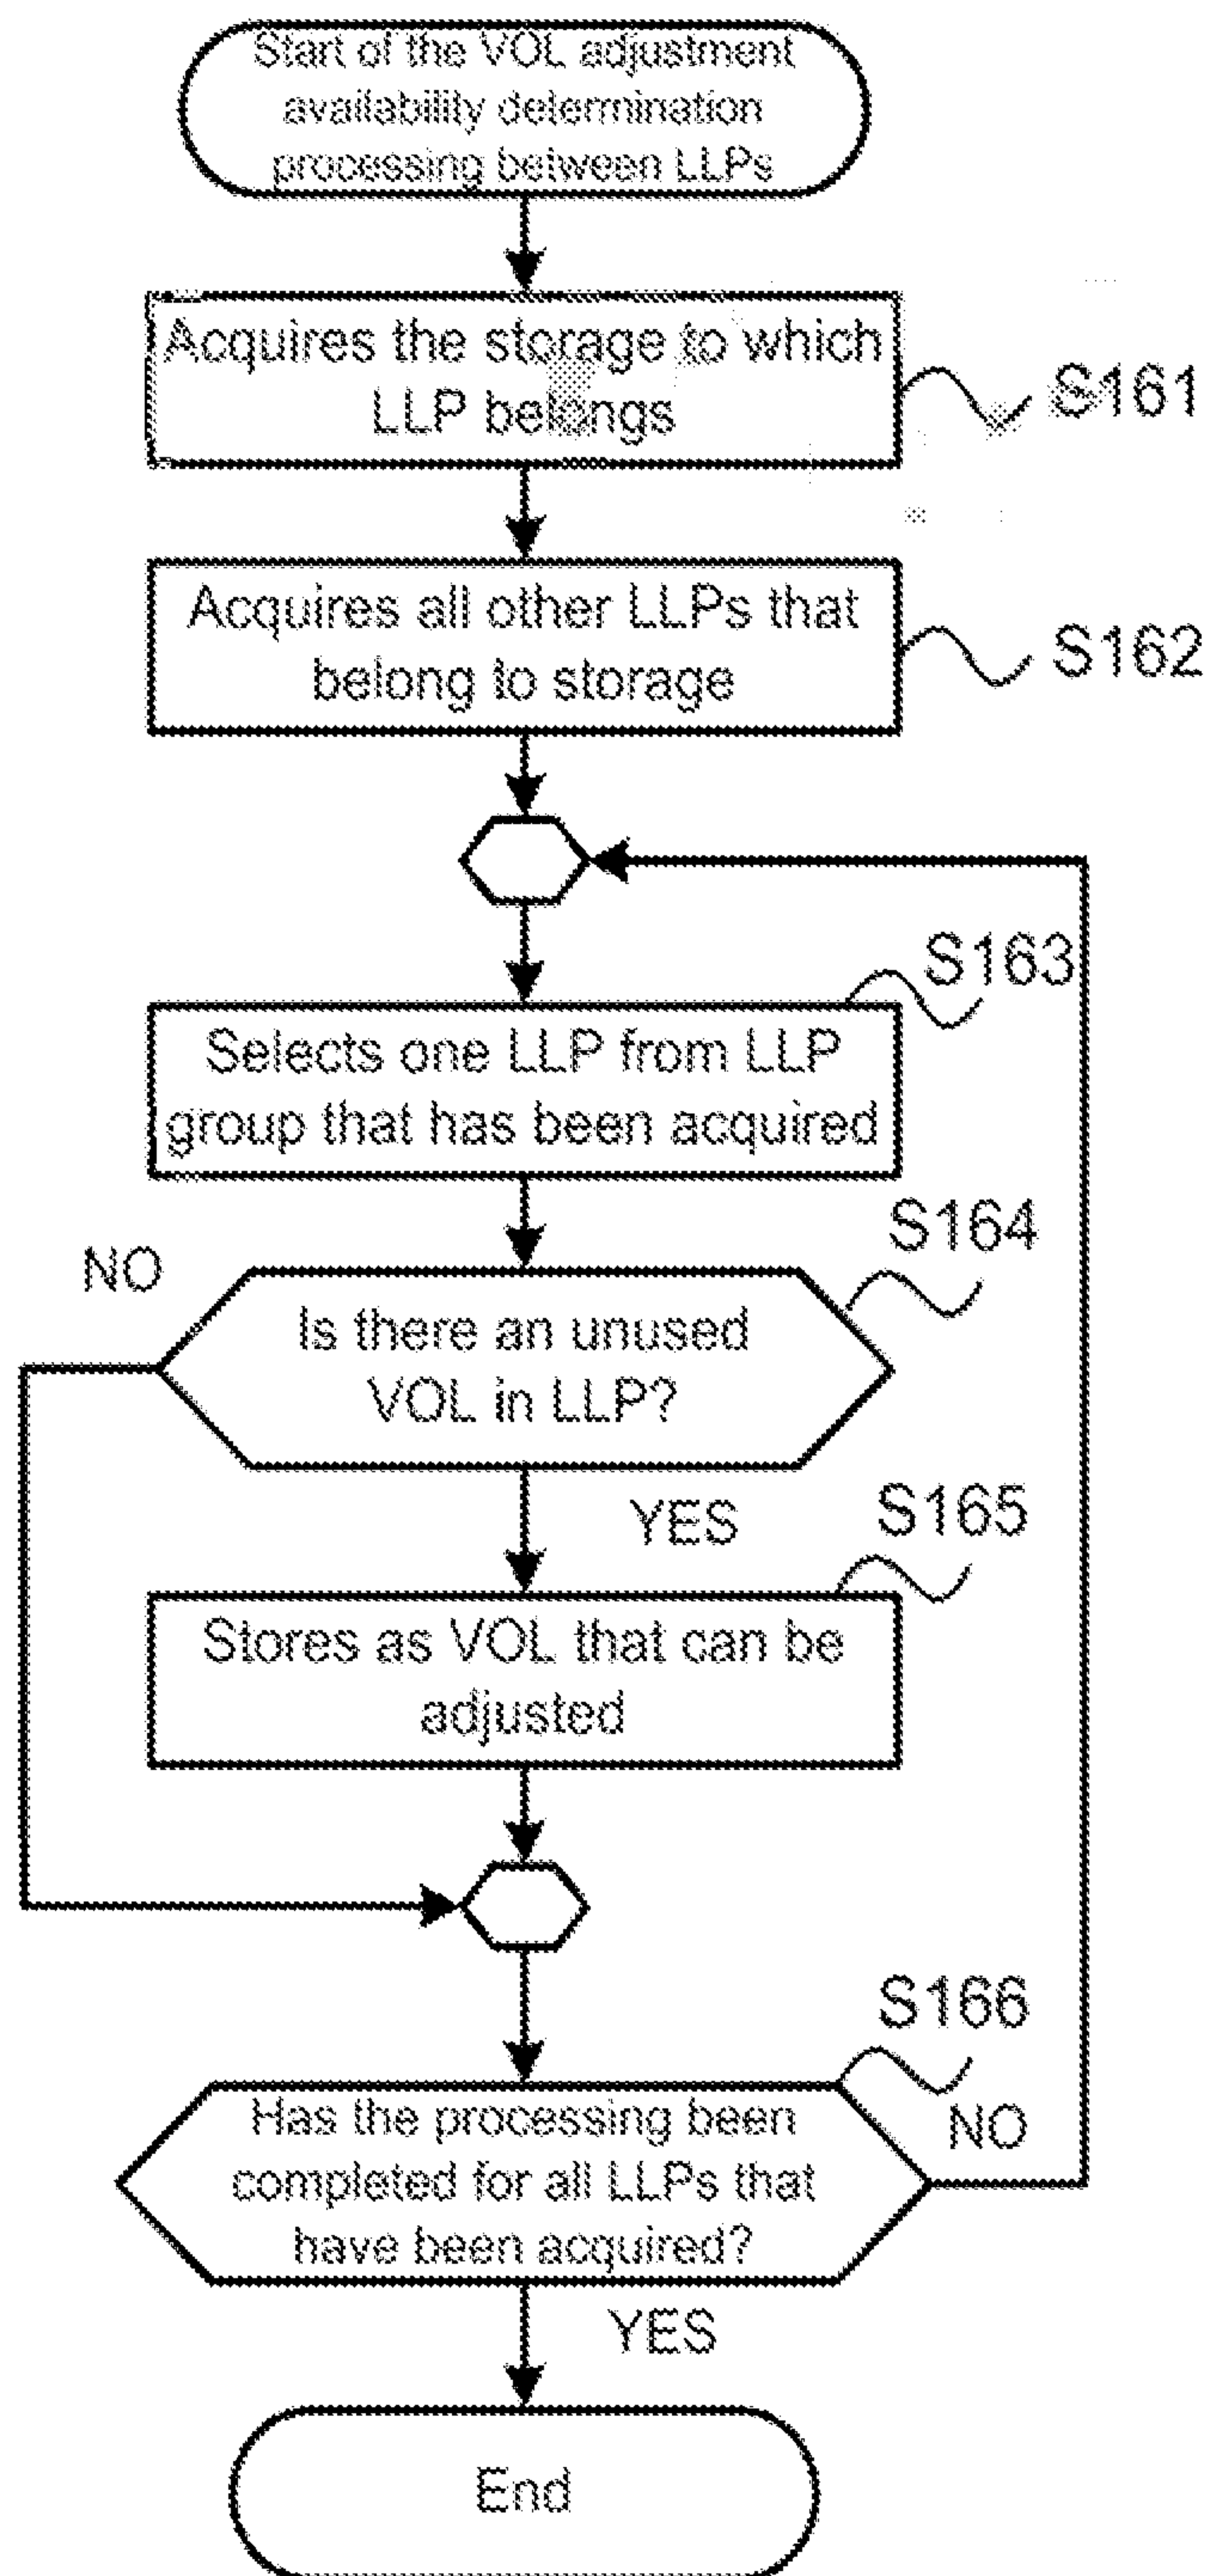 Start of the VOL adjustment
availability determination
processing between LLPs
Acquires the storage to which
LLP belongs
S161
Acquires all other LLPs that
belong to storage
S162
S163
Selects one LLP from LLP
group that has been acquired
S164
NO
Is there an unused
VOL in LLP?
YES
S165
Stores as VOL that can be
adjusted
S166
Has the processing been
completed for all LLPs that
have been acquired?
NO
YES
End